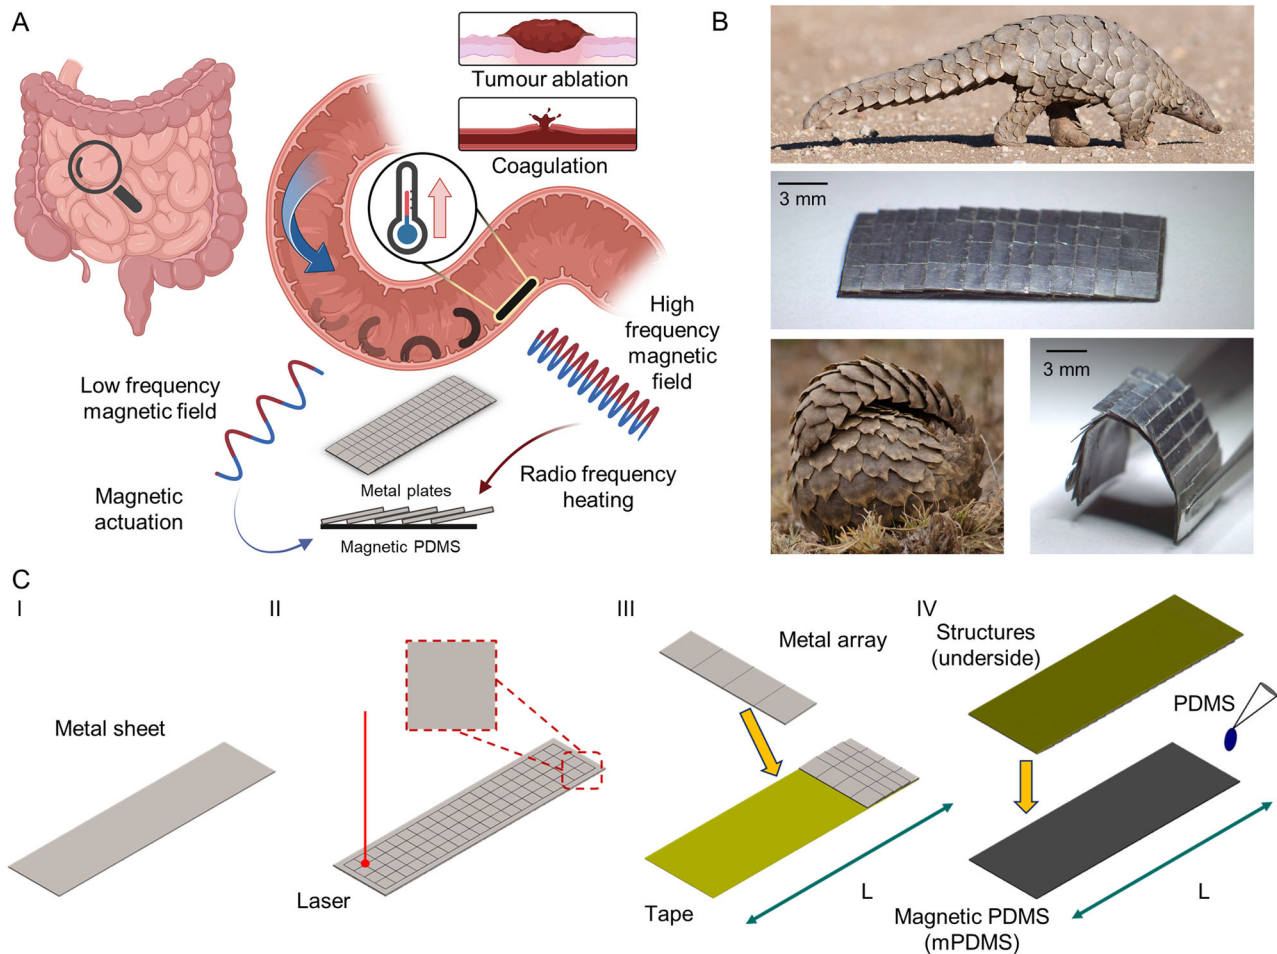 A
Tumour ablation
Coagulation
High
frequency
magnetic
field
Low frequency
magnetic field
Metal plates
Radio frequency
heating
Magnetic
actuation
Magnetic PDMS
B
3 mm
3 mm
C
I
Metal sheet
II
Laser
III
Metal array
Tape
L
IV
Structures
(underside)
PDMS
Magnetic PDMS
(mPDMS)
L